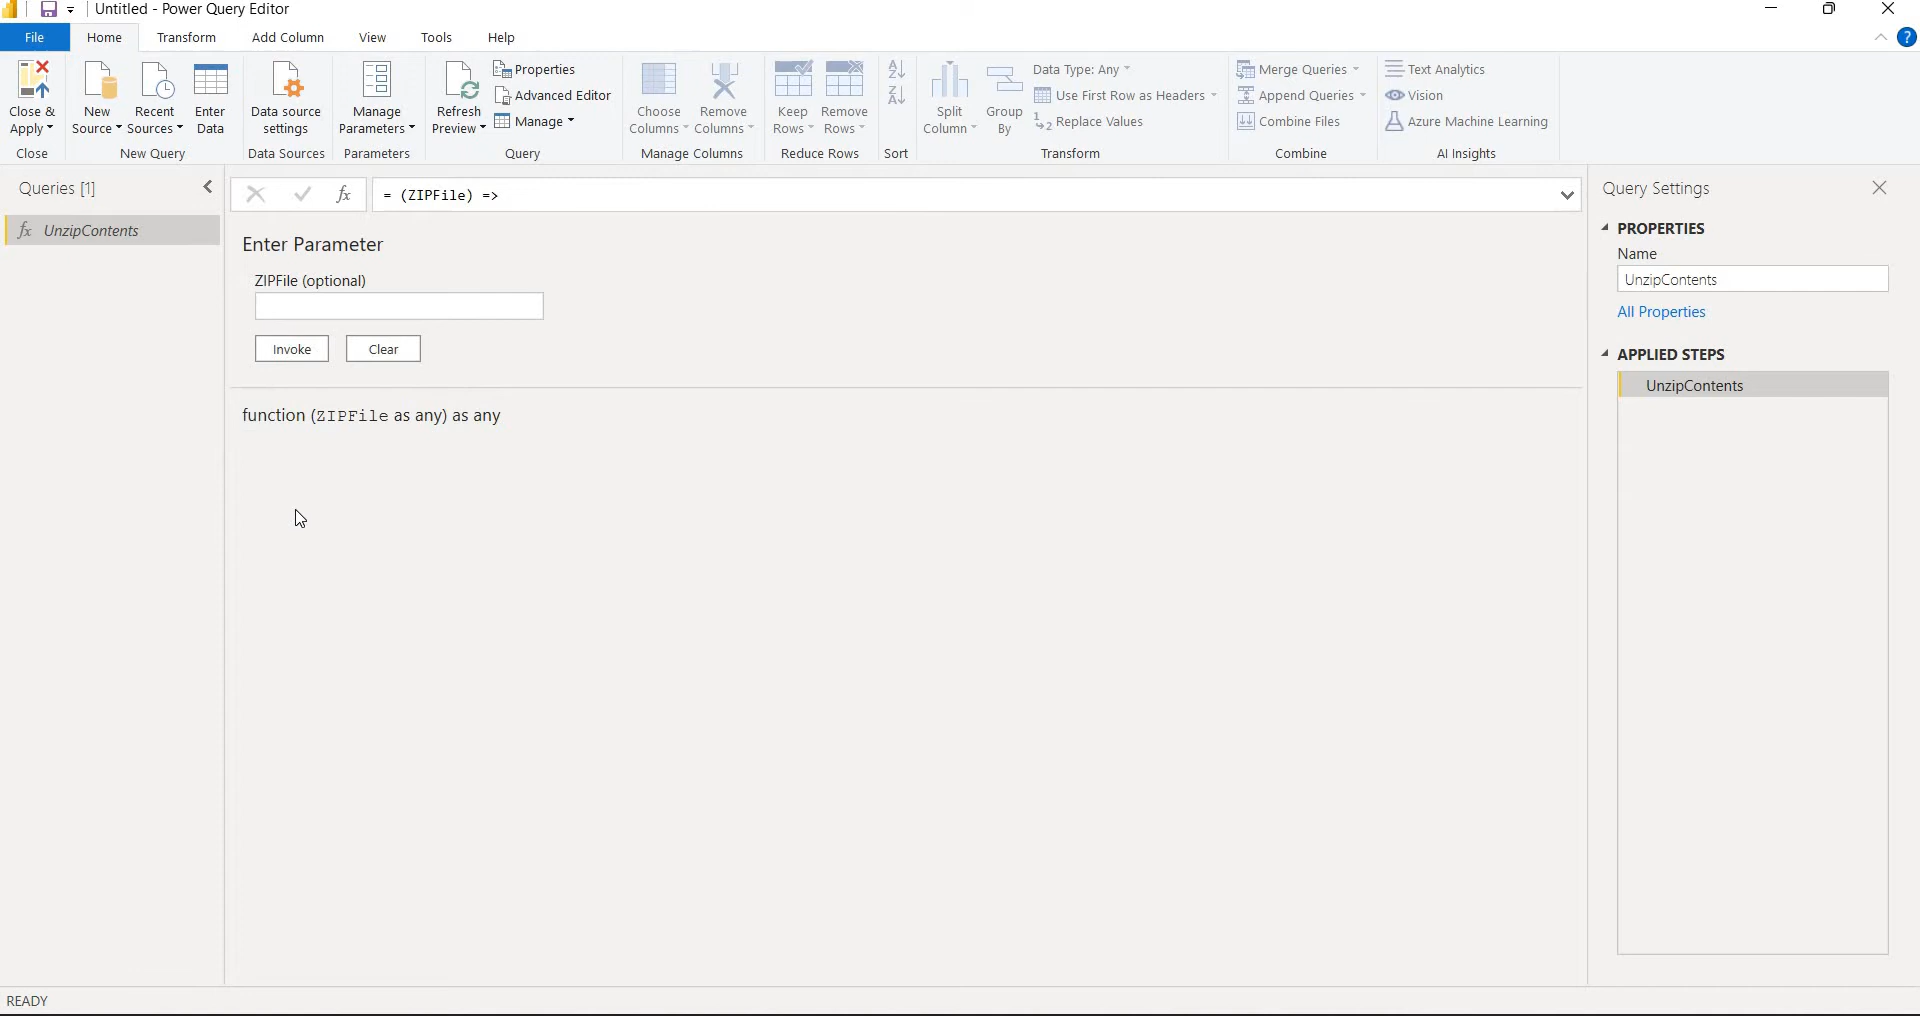 Untitled - Power Query Editor
File Home Transform Add Column View Tools Help
Close & Apply
Close
New Source
Recent Sources
Enter Data
New Query
Data source settings
Data Sources
Manage Parameters
Parameters
Refresh Preview
Properties
Advanced Editor
Manage
Query
Choose Columns
Remove Columns
Manage Columns
Keep Rows
Remove Rows
Reduce Rows
Sort
Split Column
Group By
Data Type: Any
Use First Row as Headers
Replace Values
Transform
Merge Queries
Append Queries
Combine Files
Combine
Text Analytics
Vision
Azure Machine Learning
AI Insights
Queries [1]
fx UnzipContents
fx = (ZIPFile) =>
Enter Parameter
ZIPFile (optional)
Invoke Clear
function (ZIPFile as any) as any
Query Settings
PROPERTIES
Name
UnzipContents
All Properties
APPLIED STEPS
UnzipContents
READY